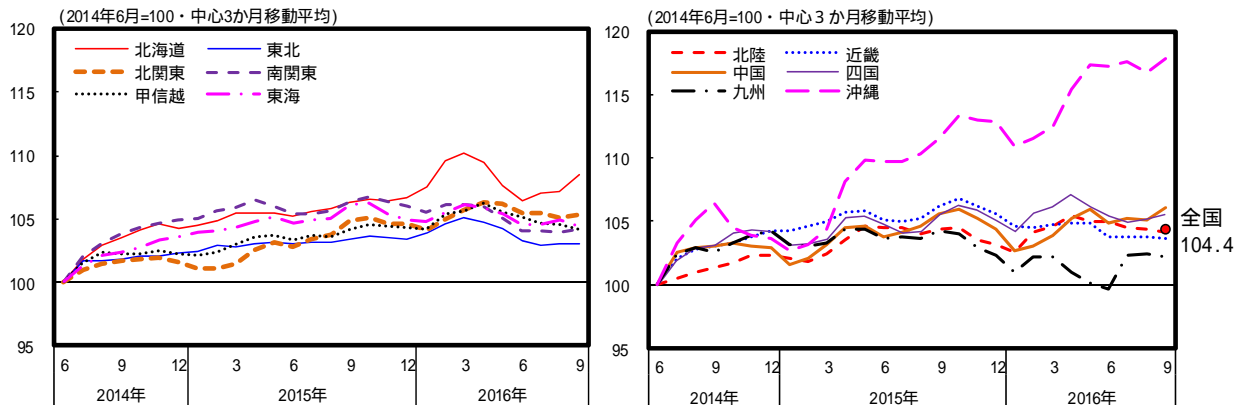 (2014年6月=100・中心3か月移動平均)
120
115
110
105
100
95
北海道
東北
北関東
南関東
甲信越
東海
6 9 12 3 6 9 12 3 6 9
2014年 2015年 2016年
(2014年6月=100・中心３か月移動平均)
120
115
110
105
100
95
北陸
近畿
中国
四国
九州
沖縄
全国
104.4
6 9 12 3 6 9 12 3 6 9
2014年 2015年 2016年